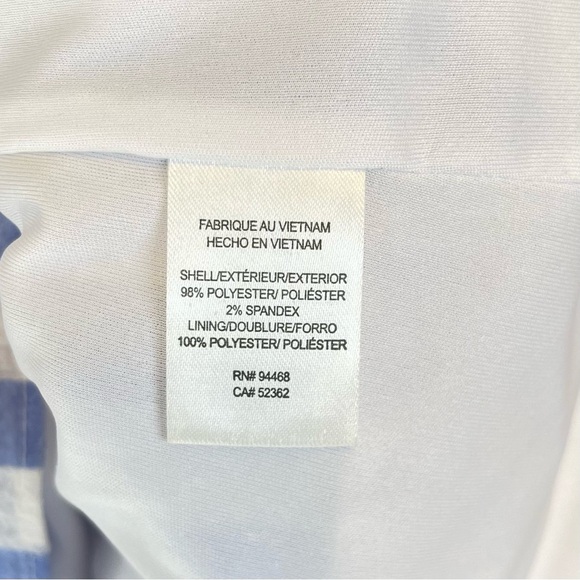 FABRIQUE AU VIETNAM
HECHO EN VIETNAM
SHELL/EXTÉRIEUR/EXTERIOR
98% POLYESTER/ POLIÉSTER
2% SPANDEX
LINING/DOUBLURE/FORRO
100% POLYESTER/ POLIÉSTER
RN# 94468
CA# 52362